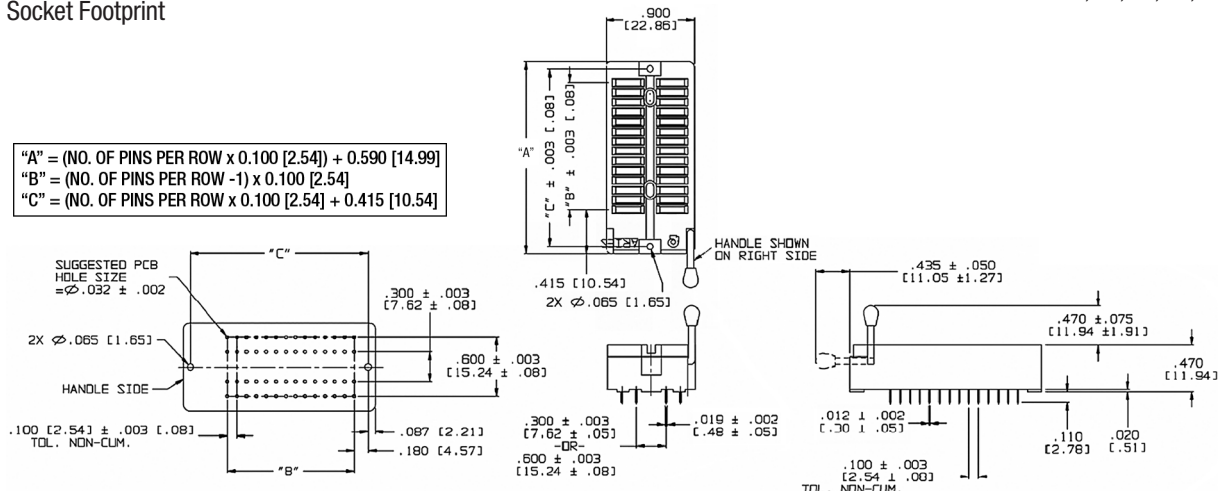 Socket Footprint
.900
[22.86]
"A" = (NO. OF PINS PER ROW x 0.100 [2.54]) + 0.590 [14.99]
"B" = (NO. OF PINS PER ROW -1) x 0.100 [2.54]
"C" = (NO. OF PINS PER ROW x 0.100 [2.54] + 0.415 [10.54]
"A"
"C" ± .003 [.08]
"B" ± .003 [.08]
HANDLE SHOWN
ON RIGHT SIDE
.415 [10.54]
2X Ø.065 [1.65]
"C"
SUGGESTED PCB
HOLE SIZE
=Ø.032 ± .002
.300 ± .003
[7.62 ± .08]
2X Ø.065 [1.65]
.600 ± .003
[15.24 ± .08]
HANDLE SIDE
.100 [2.54] ± .003 [.08]
TOL. NON-CUM.
.087 [2.21]
.180 [4.57]
"B"
.300 ± .003
[7.62 ± .05]
-OR-
.600 ± .003
[15.24 ± .08]
.019 ± .002
[.48 ± .05]
.435 ± .050
[11.05 ±1.27]
.470 ±.075
[11.94 ±1.91]
.470
[11.94]
.012 ± .002
[.30 ± .05]
.110
[2.78]
.020
[.51]
.100 ± .003
[2.54 ±
TOL. NON-CUM.